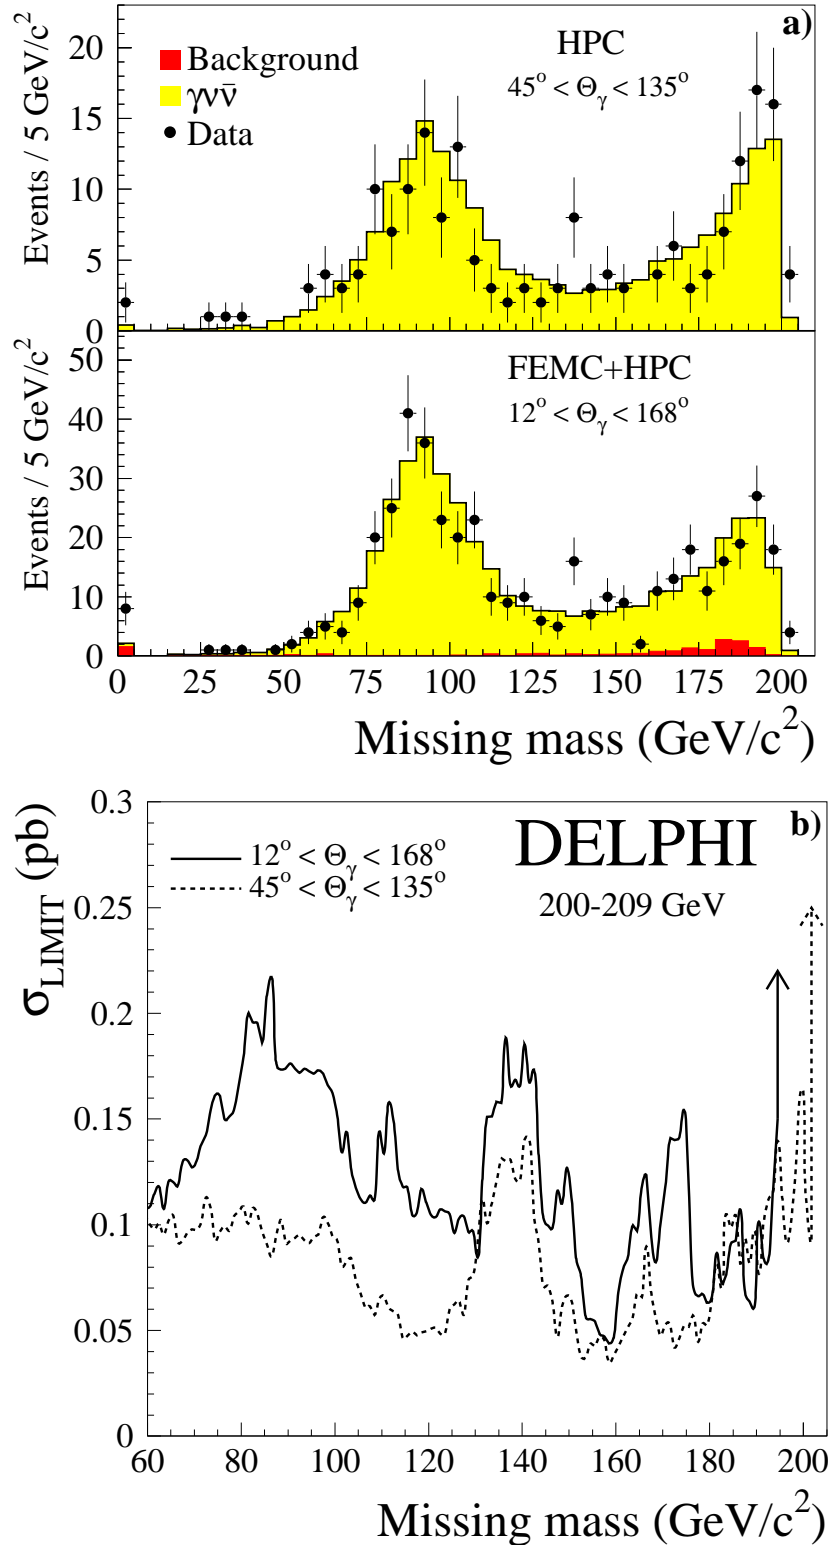 a)
HPC
45° < Θγ < 135°
Background
γνν̄
Data
Events / 5 GeV/c²
20
15
10
5
0
FEMC+HPC
12° < Θγ < 168°
Events / 5 GeV/c²
50
40
30
20
10
0
0 25 50 75 100 125 150 175 200
Missing mass (GeV/c²)
b)
DELPHI
200-209 GeV
12° < Θγ < 168°
45° < Θγ < 135°
σLIMIT (pb)
0.3
0.25
0.2
0.15
0.1
0.05
0
60 80 100 120 140 160 180 200
Missing mass (GeV/c²)